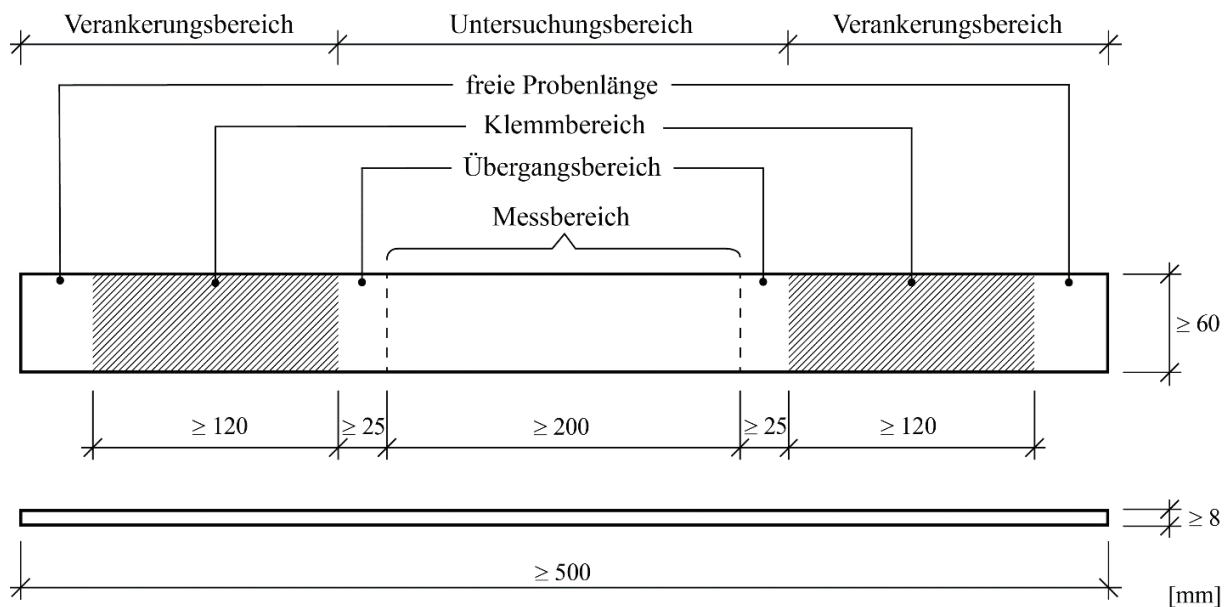 Verankerungsbereich Untersuchungsbereich Verankerungsbereich
freie Probenlänge
Klemmbereich
Übergangsbereich
Messbereich
≥ 60
≥ 120 ≥ 25 ≥ 200 ≥ 25 ≥ 120
≥ 8
≥ 500
[mm]